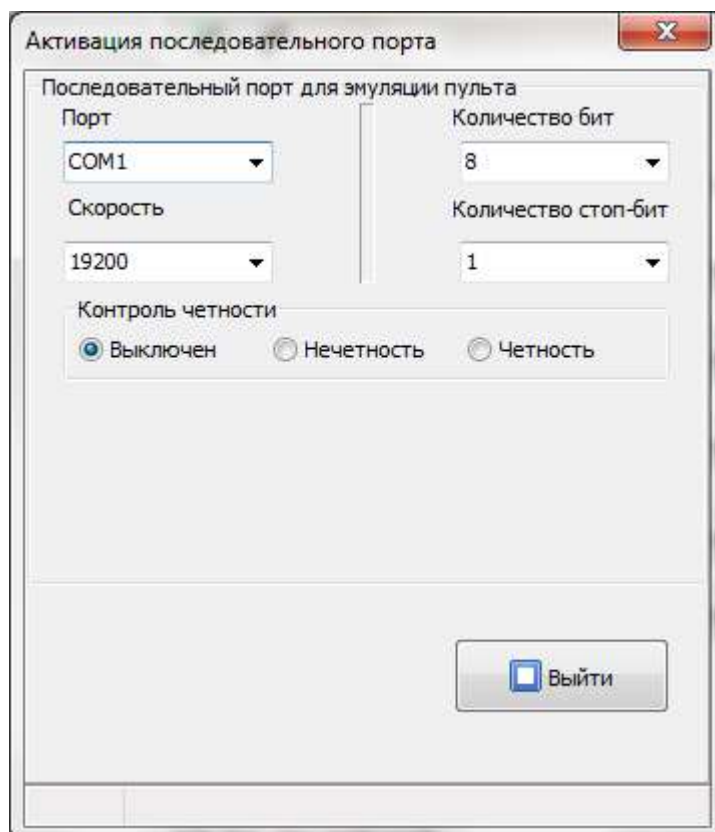 Активация последовательного порта
Последовательный порт для эмуляции пульта
Порт
Количество бит
COM1
8
Скорость
Количество стоп-бит
19200
1
Контроль четности
Выключен
Нечетность
Четность
Выйти